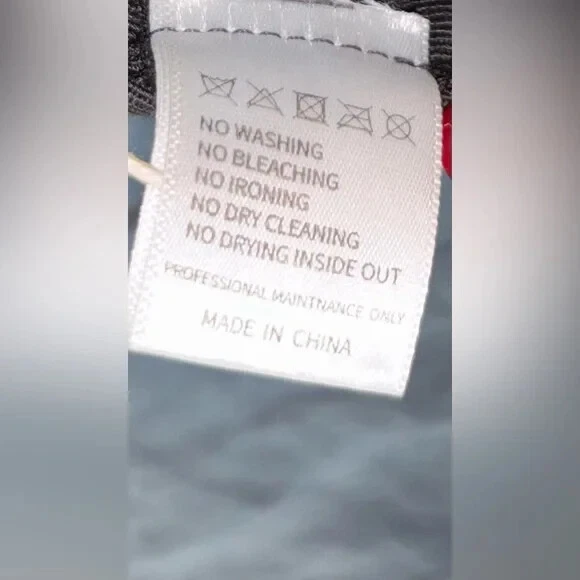 NO WASHING
NO BLEACHING
NO IRONING
NO DRY CLEANING
NO DRYING INSIDE OUT
PROFESSIONAL MAINTNANCE ONLY
MADE IN CHINA